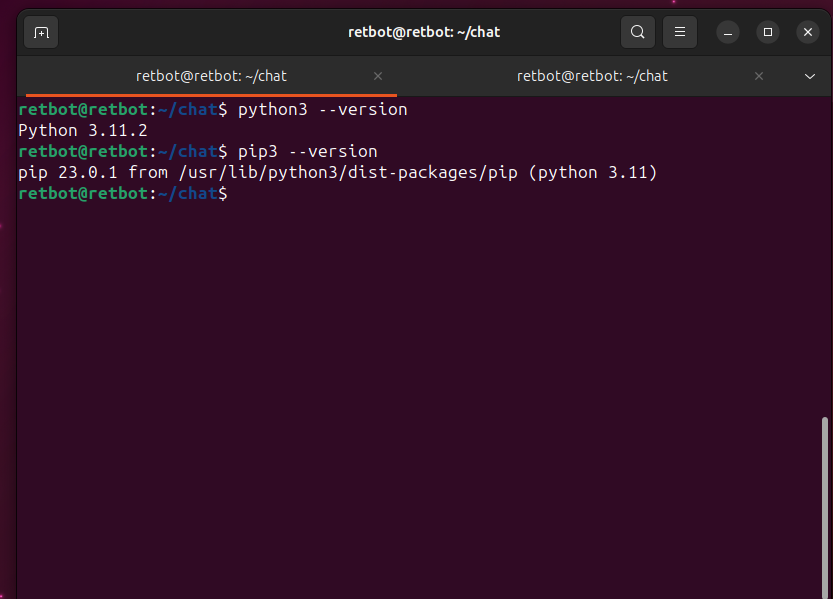 retbot@retbot: ~/chat
retbot@retbot: ~/chat
retbot@retbot: ~/chat
retbot@retbot:~/chat$ python3 --version
Python 3.11.2
retbot@retbot:~/chat$ pip3 --version
pip 23.0.1 from /usr/lib/python3/dist-packages/pip (python 3.11)
retbot@retbot:~/chat$